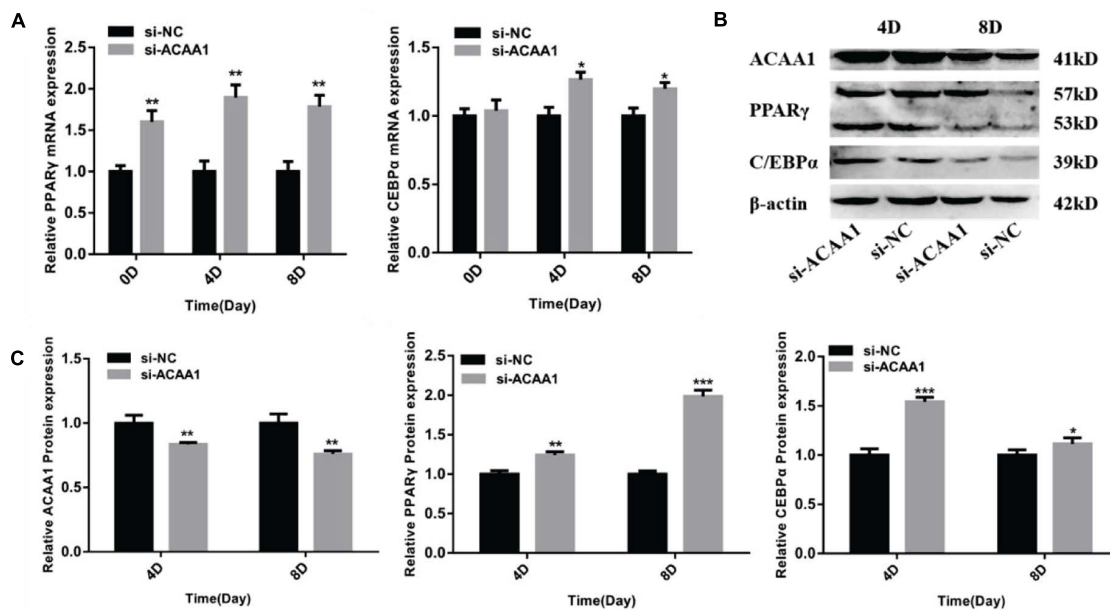 A
Relative PPARγ mRNA expression
2.5
2.0
1.5
1.0
0.5
0.0
si-NC
si-ACAA1
**
**
**
0D
4D
8D
Time(Day)
Relative CEBPα mRNA expression
1.5
1.0
0.5
0.0
si-NC
si-ACAA1
*
*
0D
4D
8D
Time(Day)
B
4D 8D
ACAA1 41kD
PPARγ 57kD
53kD
C/EBPα 39kD
β-actin 42kD
si-ACAA1 si-NC si-ACAA1 si-NC
C
Relative ACAA1 Protein expression
1.5
1.0
0.5
0.0
si-NC
si-ACAA1
**
**
4D
8D
Time(Day)
Relative PPARγ Protein expression
2.5
2.0
1.5
1.0
0.5
0.0
si-NC
si-ACAA1
**
***
4D
8D
Time(Day)
Relative CEBPα Protein expression
2.0
1.5
1.0
0.5
0.0
si-NC
si-ACAA1
***
*
4D
8D
Time(Day)